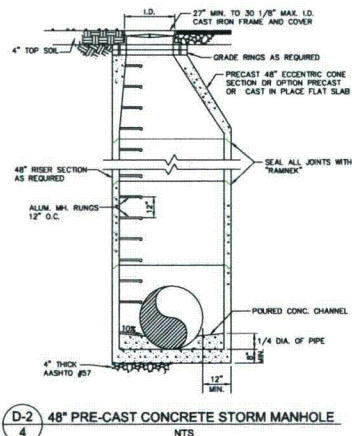 I.D.
27" MIN. TO 30 1/8" MAX. I.D.
CAST IRON FRAME AND COVER
4" TOP SOIL
GRADE RINGS AS REQUIRED
PRECAST 48" ECCENTRIC CONE
SECTION OR OPTION PRECAST
OR CAST IN PLACE FLAT SLAB
48" RISER SECTION
AS REQUIRED
SEAL ALL JOINTS WITH
"RAMNEK"
ALUM. MH. RUNGS
12" O.C.
12"
POURED CONC. CHANNEL
10%
1/4 DIA. OF PIPE
8"
MIN.
4" THICK
AASHTO #57
12"
MIN.
D-2
4
48" PRE-CAST CONCRETE STORM MANHOLE
NTS